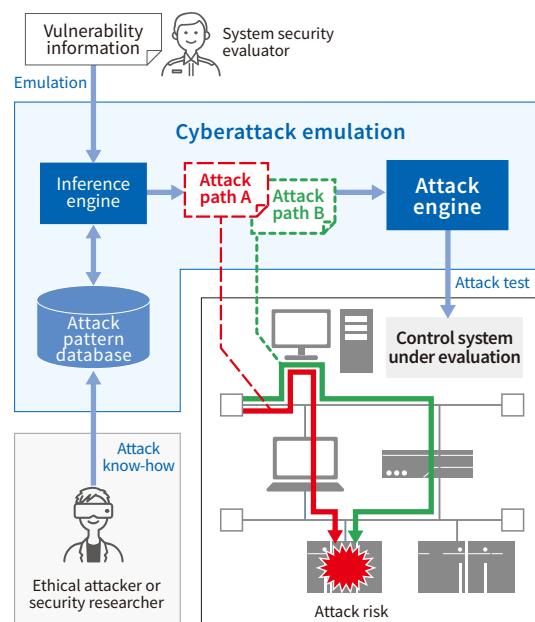 Vulnerability
information
System security
evaluator
Emulation
Cyberattack emulation
Inference
engine
Attack
path A
Attack
path B
Attack
engine
Attack test
Attack
pattern
database
Control system
under evaluation
Attack
know-how
Ethical attacker or
security researcher
Attack risk